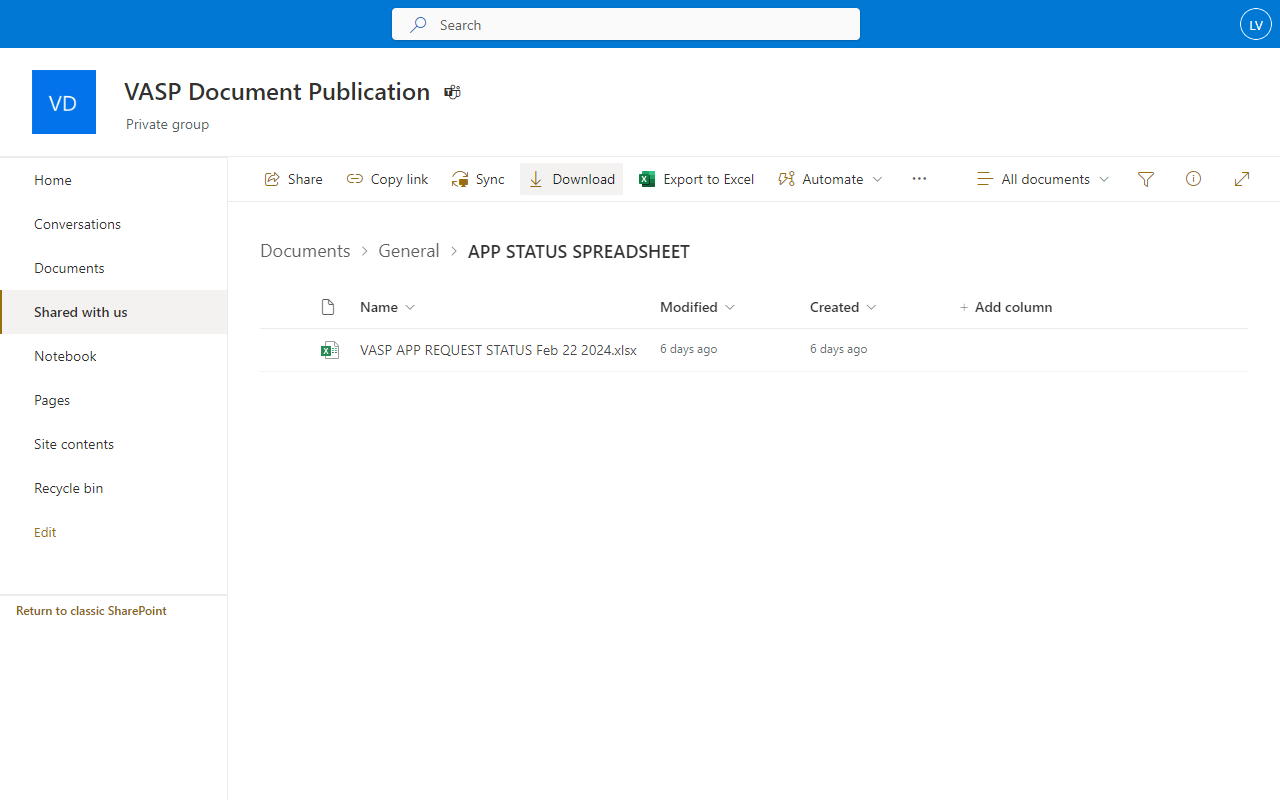 Search
LV
VD
VASP Document Publication
Private group
Home
Conversations
Documents
Shared with us
Notebook
Pages
Site contents
Recycle bin
Edit
Return to classic SharePoint
Share Copy link Sync Download Export to Excel Automate ··· All documents
Documents > General > APP STATUS SPREADSHEET
Name Modified Created + Add column
VASP APP REQUEST STATUS Feb 22 2024.xlsx 6 days ago 6 days ago